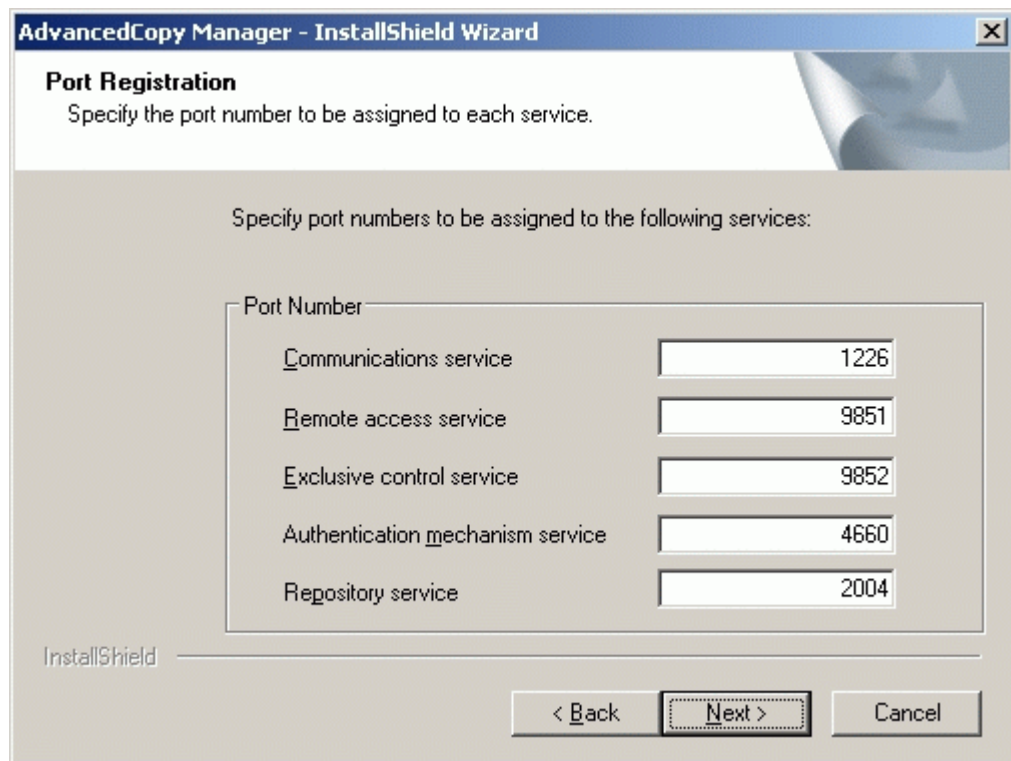 AdvancedCopy Manager - InstallShield Wizard
Port Registration
Specify the port number to be assigned to each service.
Specify port numbers to be assigned to the following services:
Port Number
Communications service 1226
Remote access service 9851
Exclusive control service 9852
Authentication mechanism service 4660
Repository service 2004
InstallShield
< Back Next > Cancel